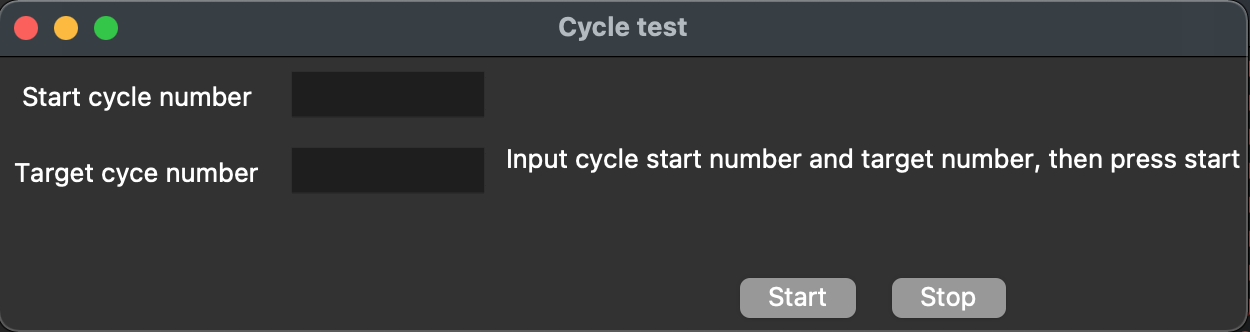 Cycle test
Start cycle number
Target cyce number
Input cycle start number and target number, then press start
Start
Stop